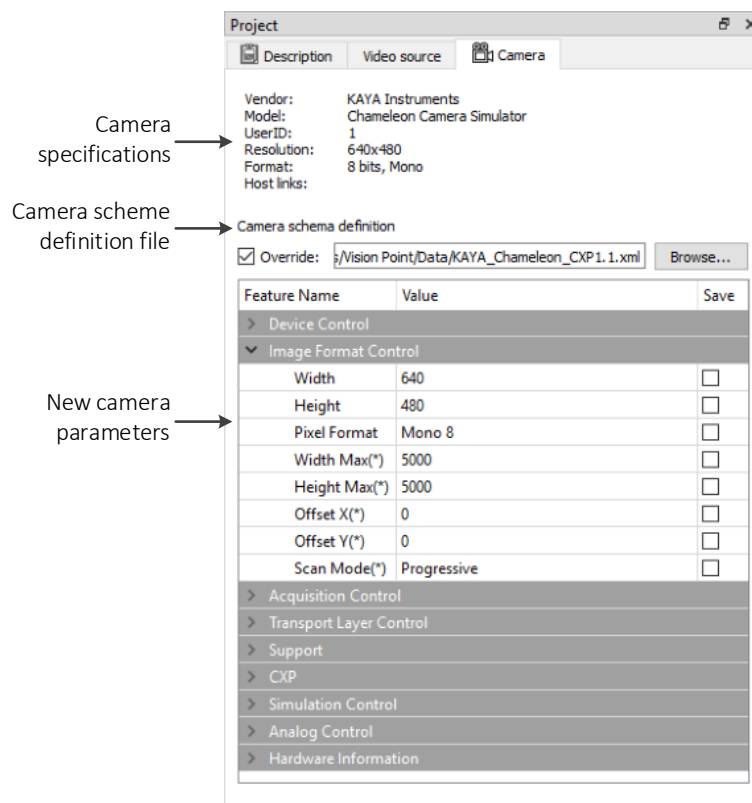 Project
Description Video source Camera
Vendor: KAYA Instruments
Model: Chameleon Camera Simulator
UserID: 1
Resolution: 640x480
Format: 8 bits, Mono
Host links:
Camera
specifications
Camera scheme
definition file
Camera schema definition
Override: s/Vision Point/Data/KAYA_Chameleon_CXP1.1.xml Browse...
Feature Name Value Save
Device Control
Image Format Control
Width 640
Height 480
Pixel Format Mono 8
Width Max(*) 5000
Height Max(*) 5000
Offset X(*) 0
Offset Y(*) 0
Scan Mode(*) Progressive
New camera
parameters
Acquisition Control
Transport Layer Control
Support
CXP
Simulation Control
Analog Control
Hardware Information